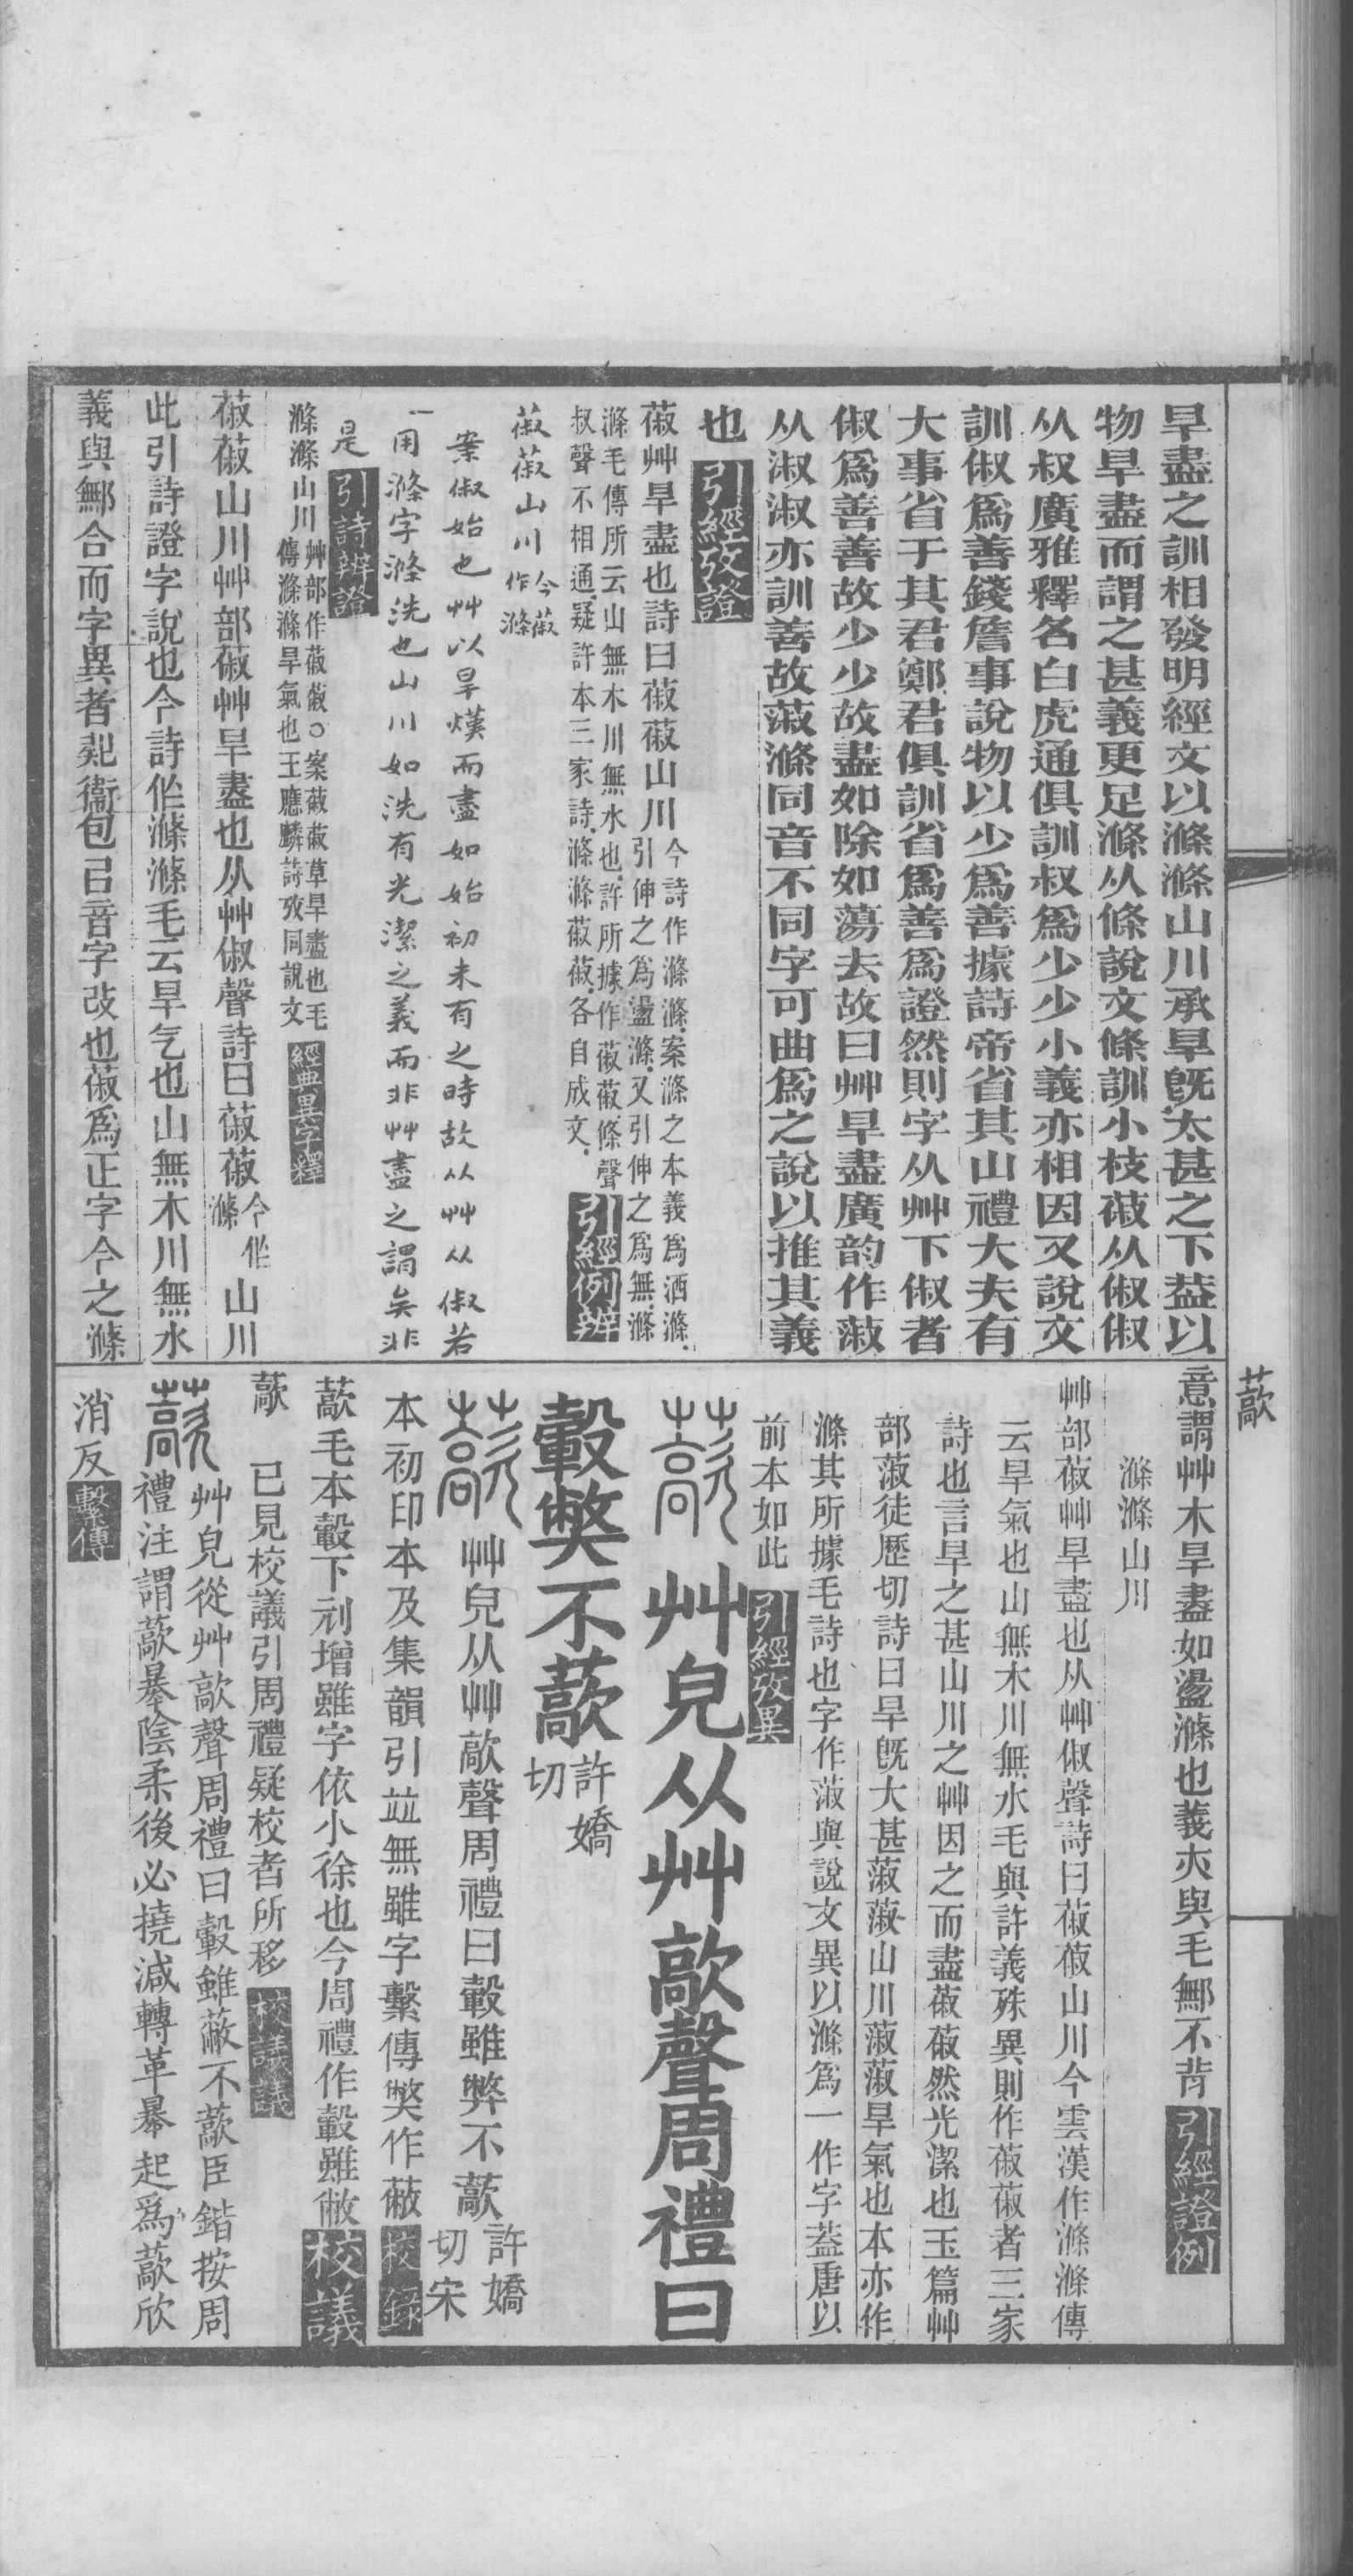 旱盡之訓相發明經文以滌滌山川承旱旣太甚之下葢以
物旱盡而謂之甚義更足滌从條說文條訓小枝蔋从俶俶
从叔廣雅釋名白虎通俱訓叔爲少少小義亦相因又說文
訓俶爲善錢詹事說物以少爲善據詩帝省其山禮大夫有
大事省于其君鄭君俱訓省爲善爲證然則字从艸下俶者
俶爲善善故少少故盡如除如蕩去故曰艸旱盡廣韵作蔋
从淑淑亦訓善故蔋滌同音不同字可曲爲之說以推其義
也 引經攷證
蔋艸旱盡也詩曰蔋蔋山川 今詩作滌滌案滌之本義爲洒滌
引伸之爲盪滌又引伸之爲無滌
滌毛傳所云山無木川無水也許所據作蔋蔋條聲
叔聲不相通疑許本三家詩滌滌蔋蔋各自成文 引經例辨
蔋蔋山川 今蔋作滌
案俶始也艸以旱熯而盡如始初未有之時故从艸从俶若
一用滌字滌洗也山川如洗有光潔之義而非艸盡之謂矣非
是 引詩辨證
滌滌山川 艸部作蔋蔋○案蔋蔋草旱盡也毛
傳滌滌旱氣也王應麟詩攷同說文 經典異字釋
蔋蔋山川艸部蔋艸旱盡也从艸俶聲詩曰蔋蔋 今作滌 山川
此引詩證字說也今詩作滌滌毛云旱气也山無木川無水
義與鄦合而字異者㔸衞包㠯音字改也蔋爲正字今之滌
薃
意謂艸木旱盡如盪滌也義亦與毛鄦不背 引經證例
滌滌山川
艸部蔋艸旱盡也从艸俶聲詩曰蔋蔋山川今雲漢作滌滌傳
云旱氣也山無木川無水毛與許義殊異則作蔋蔋者三家
詩也言旱之甚山川之艸因之而盡蔋蔋然光潔也玉篇艸
部蔋徒歷切詩曰旱旣大甚蔋蔋山川蔋蔋旱氣也本亦作
滌其所據毛詩也字作蔋與說文異以滌爲一作字葢唐以
前本如此 引經攷異
艸皃从艸歊聲周禮曰
轂獘不藃 許嬌切
艸皃从艸歊聲周禮曰轂雖弊不藃 許嬌切宋
本初印本及集韻引竝無雖字繫傳獘作蔽 校錄
藃毛本轂下刓增雖字依小徐也今周禮作轂雖敝 校議
藃 已見校議引周禮疑校者所移 校議議
艸皃從艸歊聲周禮曰轂雖蔽不藃臣鍇按周
禮注謂藃暴陰柔後必橈減轉革暴起爲藃欣
消反 繫傳